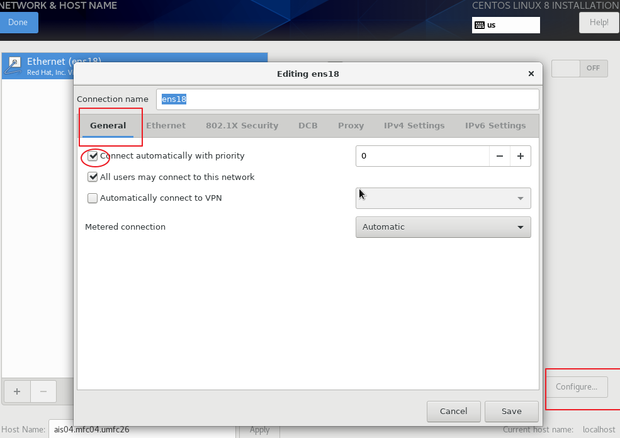 NETWORK & HOST NAME
CENTOS LINUX 8 INSTALLATION
Done
us
Help!
Ethernet (ens18)
Red Hat, Inc. V
OFF
Editing ens18
Connection name ens18
General Ethernet 802.1X Security DCB Proxy IPv4 Settings IPv6 Settings
Connect automatically with priority 0
All users may connect to this network
Automatically connect to VPN
Metered connection Automatic
Configure...
Cancel Save
Host Name: ais04.mfc04.umfc26 Apply Current host name: localhost